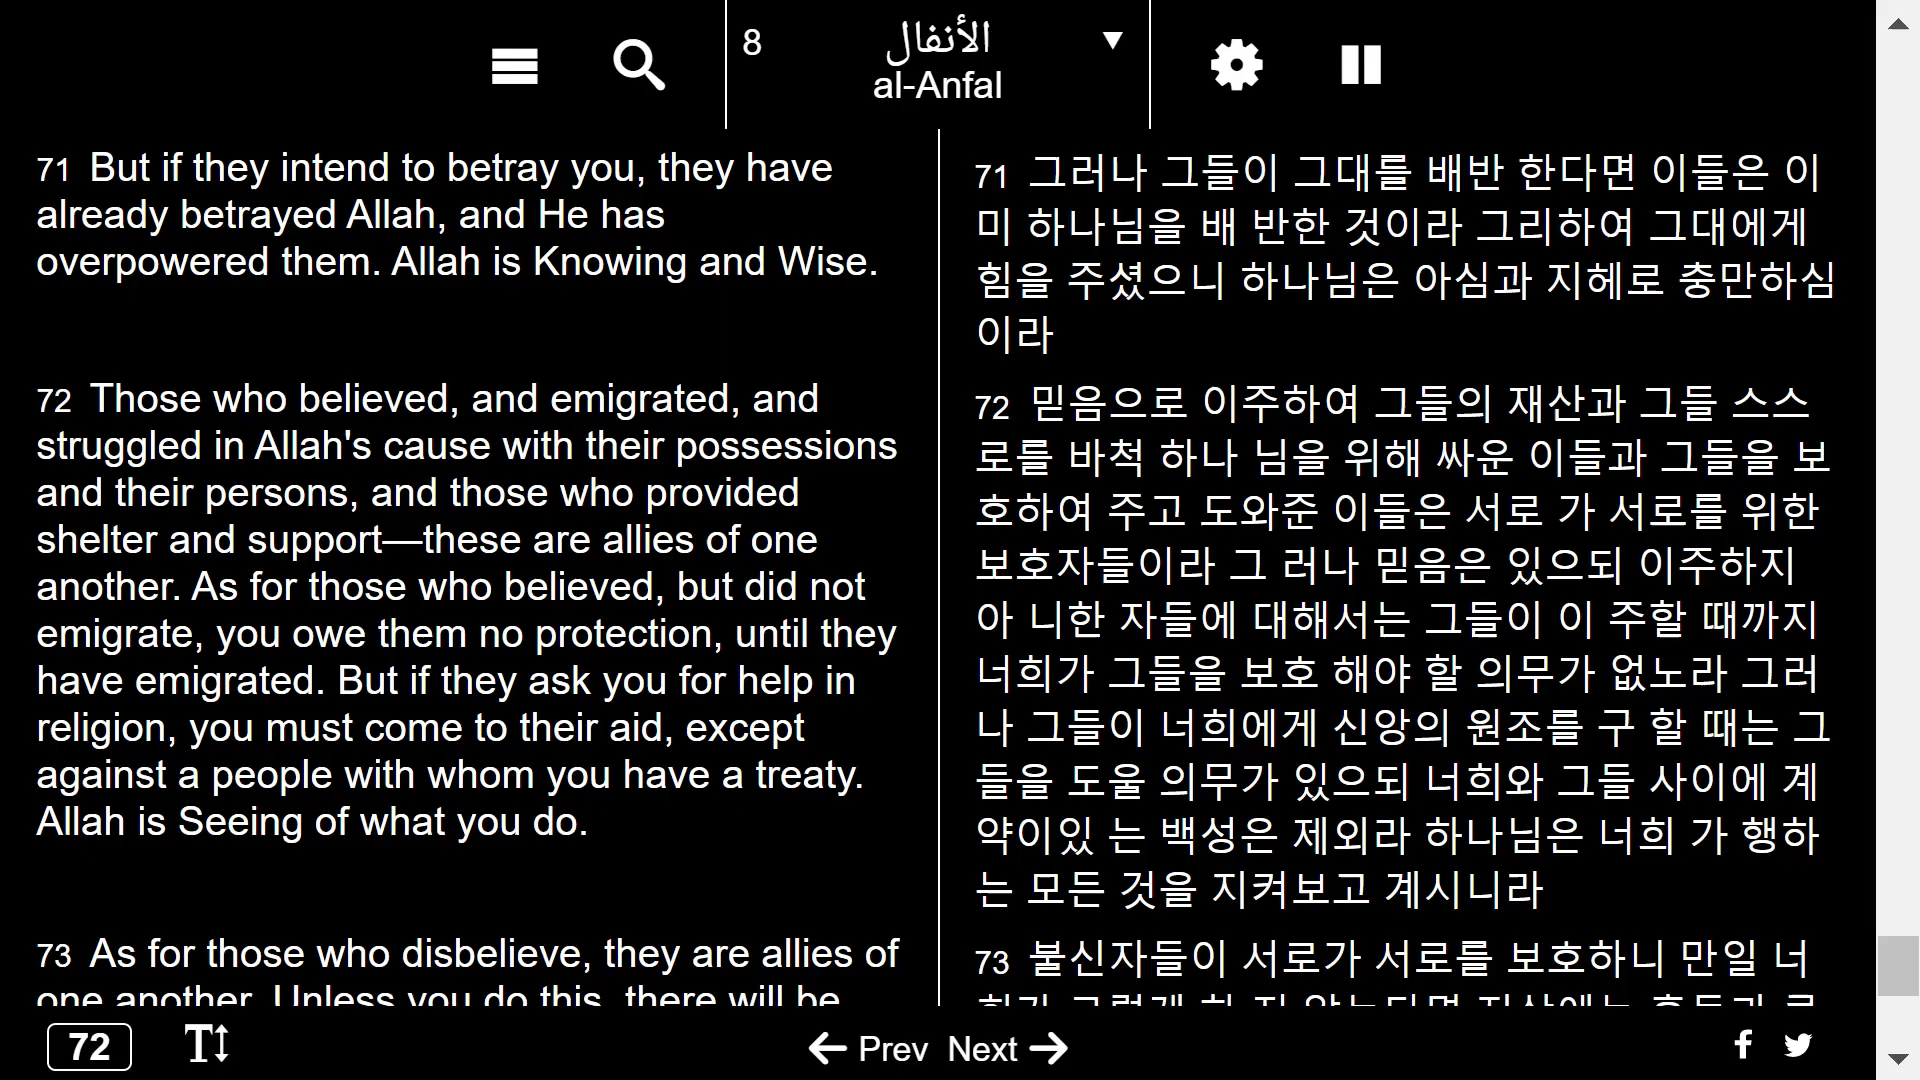 8
الأنفال
al-Anfal
71 But if they intend to betray you, they have
already betrayed Allah, and He has
overpowered them. Allah is Knowing and Wise.
72 Those who believed, and emigrated, and
struggled in Allah's cause with their possessions
and their persons, and those who provided
shelter and support—these are allies of one
another. As for those who believed, but did not
emigrate, you owe them no protection, until they
have emigrated. But if they ask you for help in
religion, you must come to their aid, except
against a people with whom you have a treaty.
Allah is Seeing of what you do.
73 As for those who disbelieve, they are allies of
one another. Unless you do this, there will be
71 그러나 그들이 그대를 배반 한다면 이들은 이
미 하나님을 배 반한 것이라 그리하여 그대에게
힘을 주셨으니 하나님은 아심과 지혜로 충만하심
이라
72 믿음으로 이주하여 그들의 재산과 그들 스스
로를 바척 하나 님을 위해 싸운 이들과 그들을 보
호하여 주고 도와준 이들은 서로 가 서로를 위한
보호자들이라 그 러나 믿음은 있으되 이주하지
아 니한 자들에 대해서는 그들이 이 주할 때까지
너희가 그들을 보호 해야 할 의무가 없노라 그러
나 그들이 너희에게 신앙의 원조를 구 할 때는 그
들을 도울 의무가 있으되 너희와 그들 사이에 계
약이있 는 백성은 제외라 하나님은 너희 가 행하
는 모든 것을 지켜보고 계시니라
73 불신자들이 서로가 서로를 보호하니 만일 너
72
Prev Next